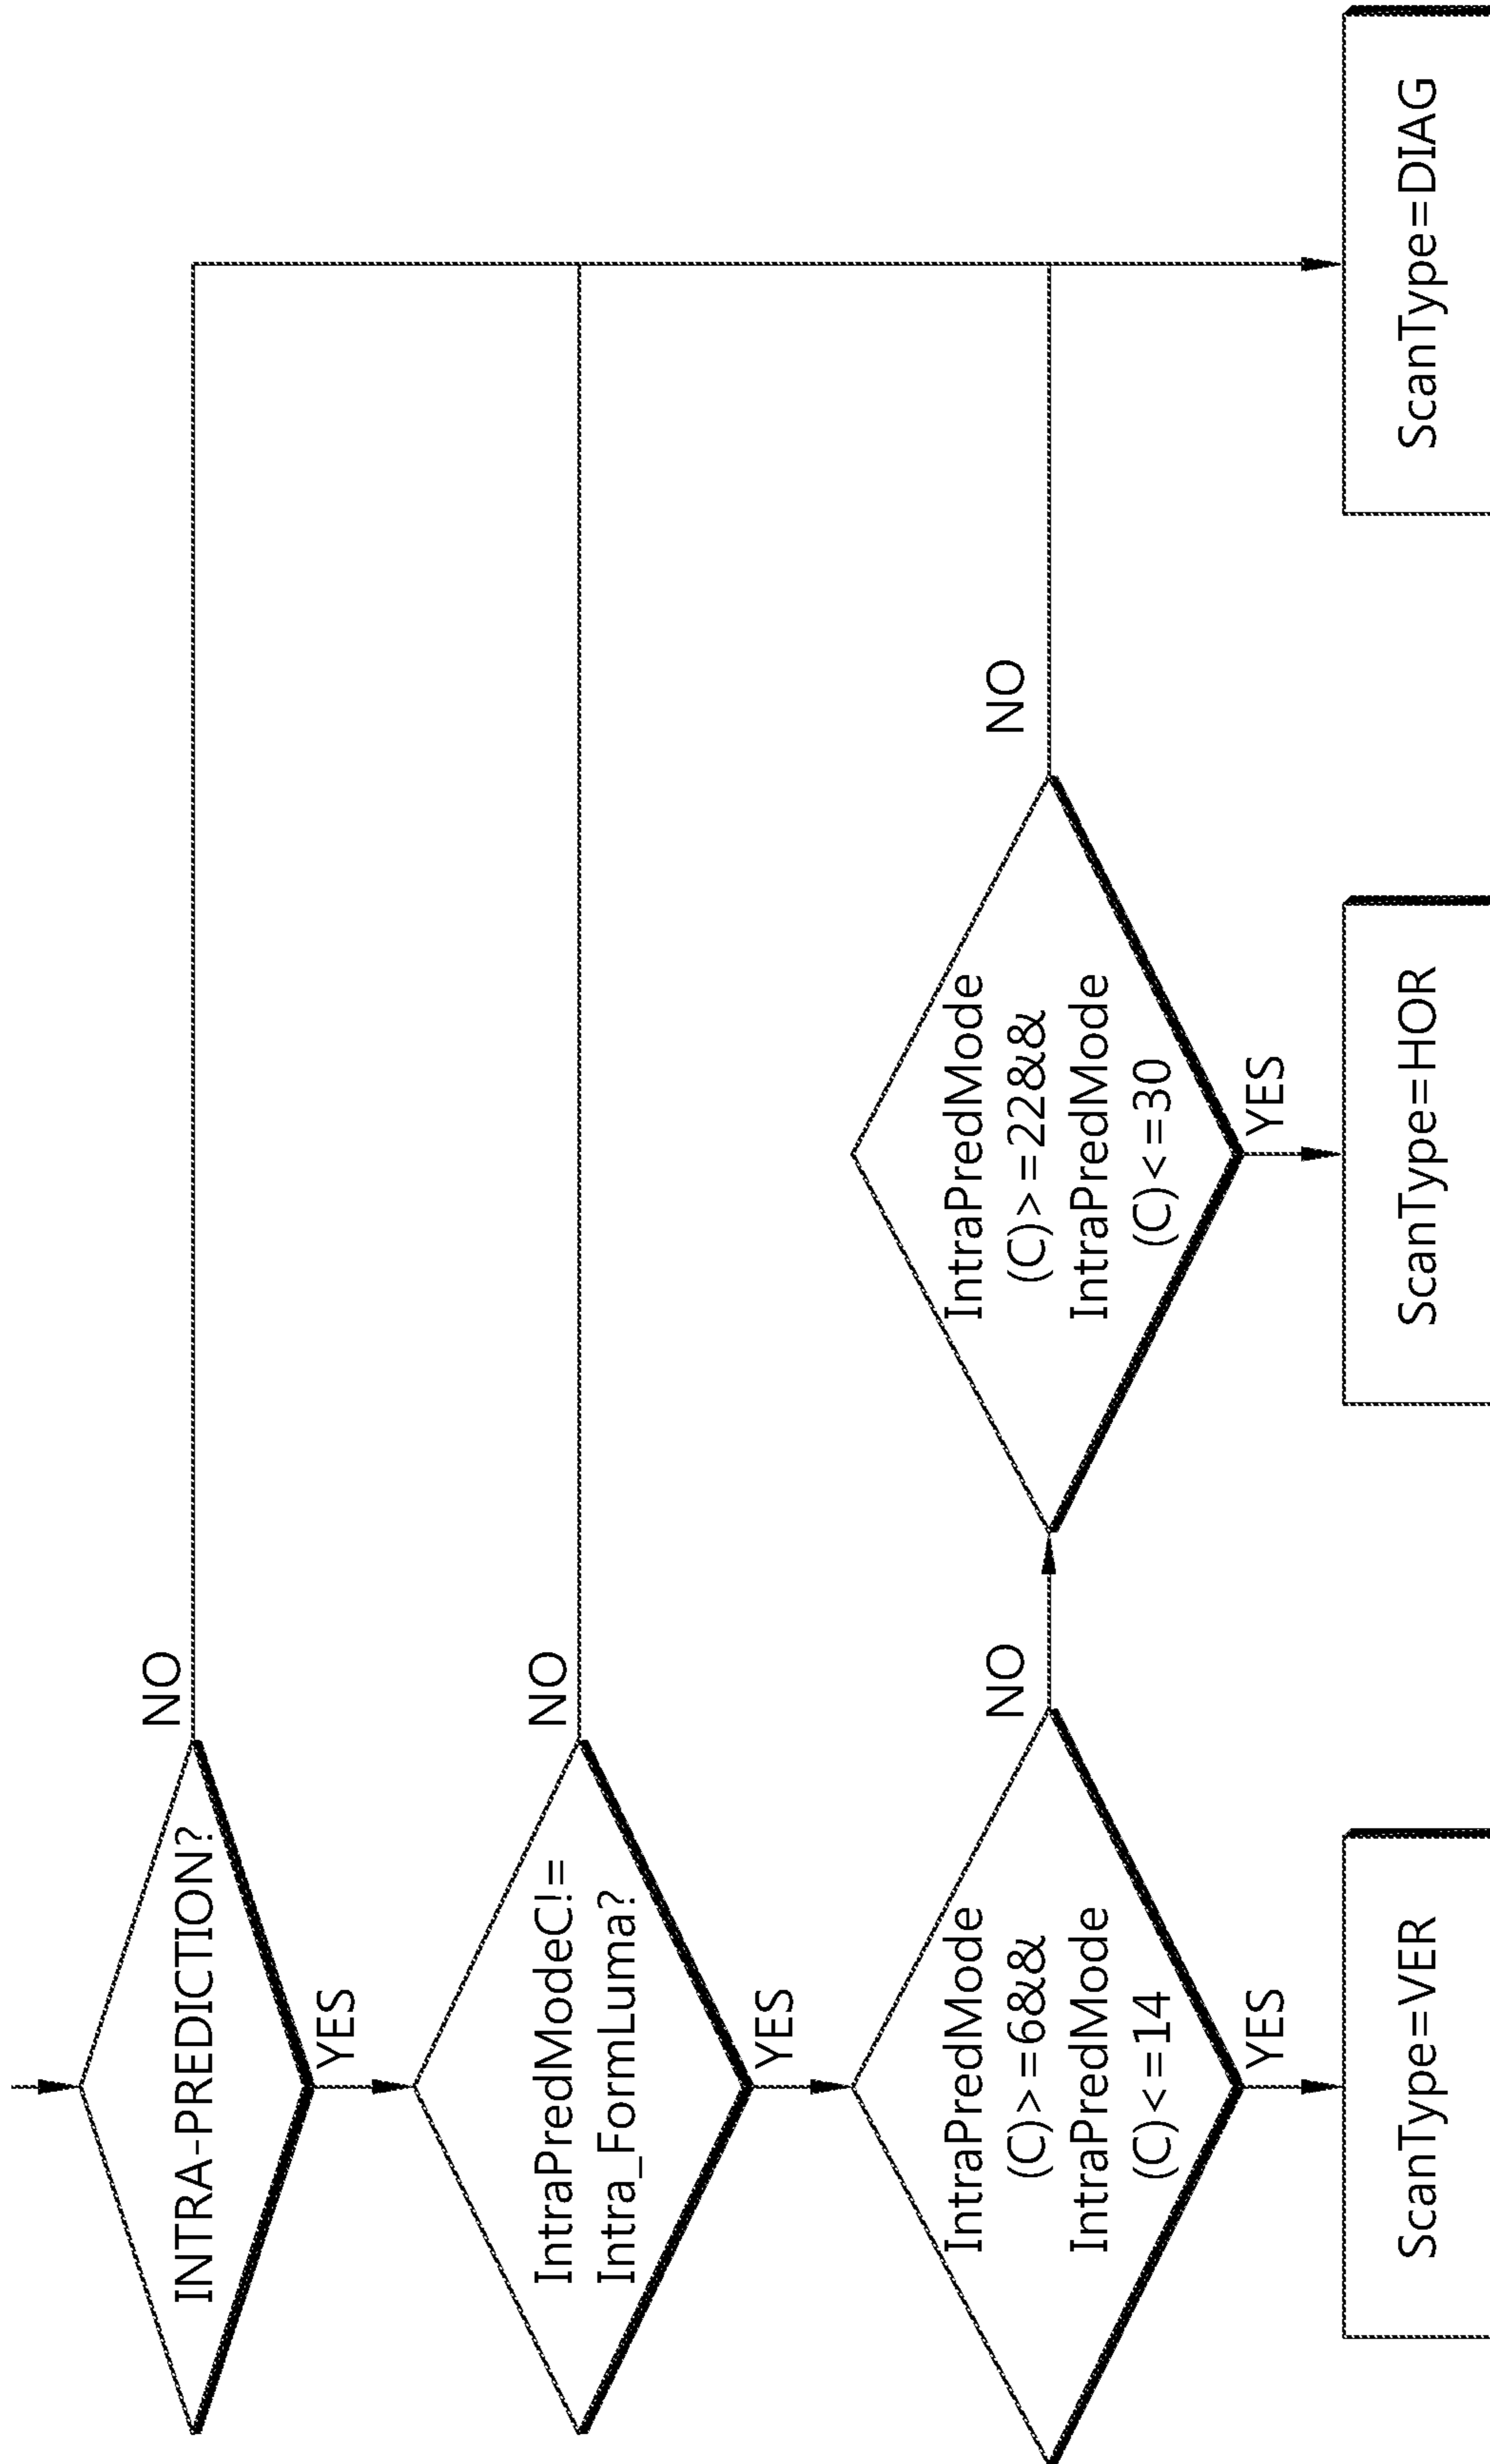 INTRA-PREDICTION?
NO
YES
IntraPredModeC!=
Intra_FormLuma?
NO
YES
IntraPredMode
(C)>=6&&
IntraPredMode
(C)<=14
NO
YES
IntraPredMode
(C)>=22&&
IntraPredMode
(C)<=30
NO
YES
ScanType=VER
ScanType=HOR
ScanType=DIAG